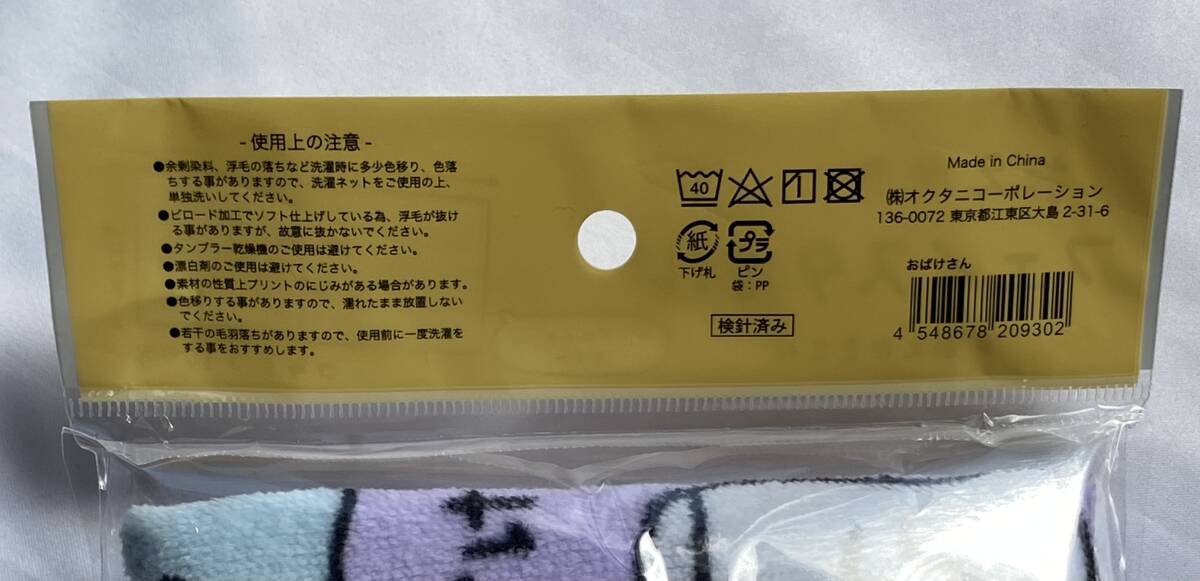 - 使用上の注意 -
●余剰染料、浮毛の落ちなど洗濯時に多少色移り、色落
ちする事がありますので、洗濯ネットをご使用の上、
単独洗いしてください。
●ビロード加工でソフト仕上げしている為、浮毛が抜け
る事がありますが、故意に抜かないでください。
●タンブラー乾燥機のご使用は避けてください。
●漂白剤のご使用は避けてください。
●素材の性質上プリントのにじみがある場合があります。
●色移りする事がありますので、濡れたまま放置しない
でください。
●若干の毛羽落ちがありますので、使用前に一度洗濯を
する事をおすすめします。
40
紙 プラ
下げ札 ピン
袋：PP
検針済み
Made in China
㈱オクタニコーポレーション
136-0072 東京都江東区大島 2-31-6
おばけさん
4 548678 209302